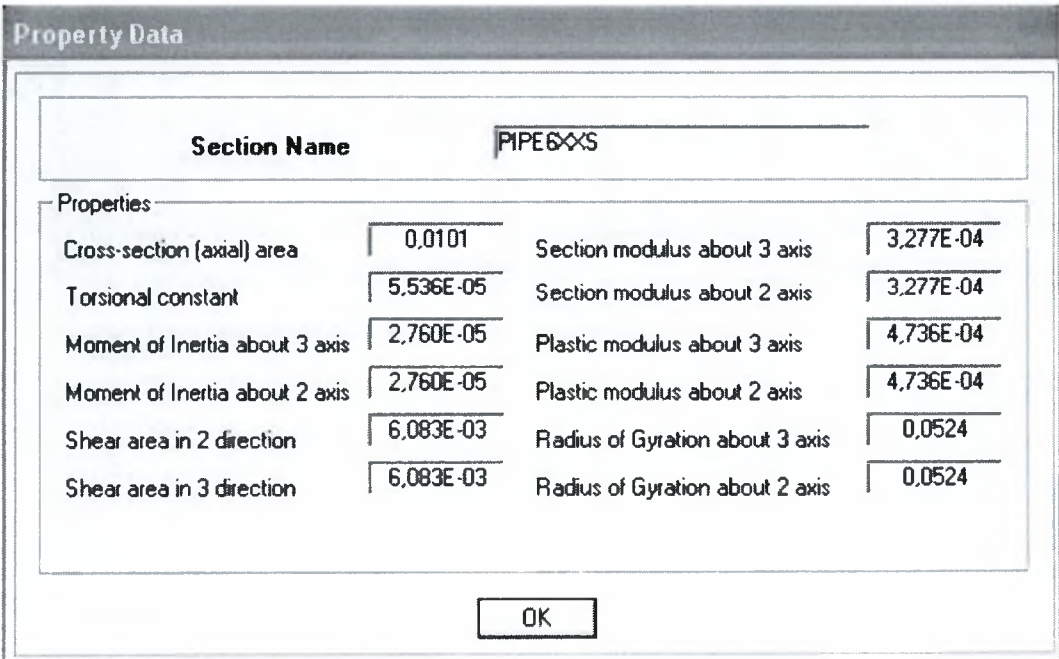 Property Data
Section Name PIPE6XXS
Properties
Cross-section (axial) area 0,0101 Section modulus about 3 axis 3,277E-04
Torsional constant 5,536E-05 Section modulus about 2 axis 3,277E-04
Moment of Inertia about 3 axis 2,760E-05 Plastic modulus about 3 axis 4,736E-04
Moment of Inertia about 2 axis 2,760E-05 Plastic modulus about 2 axis 4,736E-04
Shear area in 2 direction 6,083E-03 Radius of Gyration about 3 axis 0,0524
Shear area in 3 direction 6,083E-03 Radius of Gyration about 2 axis 0,0524
OK